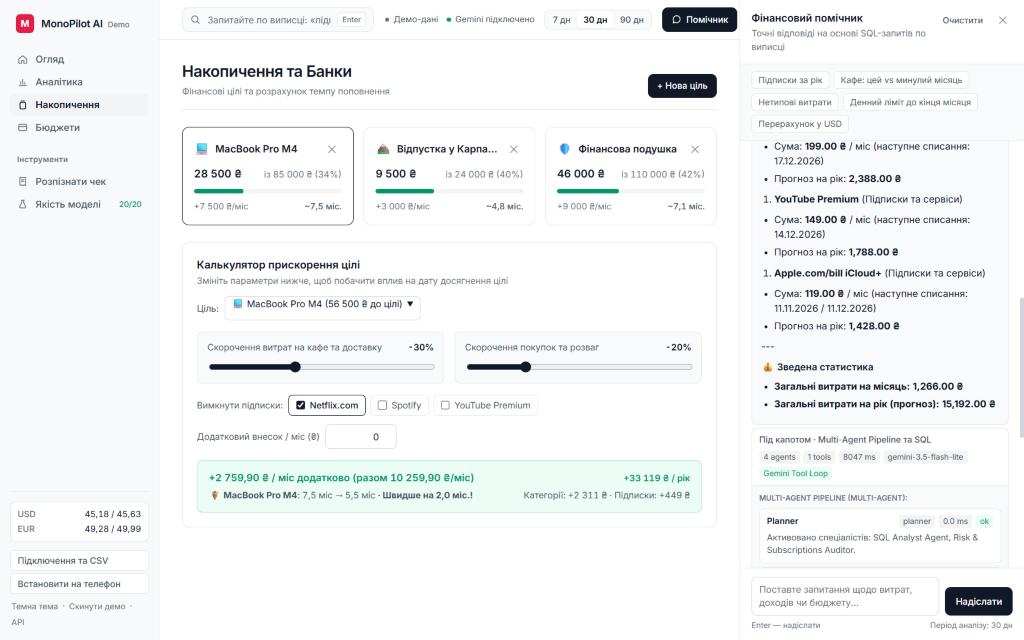 M MonoPilot AI Demo
Огляд
Аналітика
Накопичення
Бюджети
Інструменти
Розпізнати чек
Якість моделі 20/20
USD 45,18 / 45,63
EUR 49,28 / 49,99
Підключення та CSV
Встановити на телефон
Темна тема · Скинути демо ·
API
Запитайте по виписці: «підп Enter
Демо-дані Gemini підключено 7 дн 30 дн 90 дн Помічник
Накопичення та Банки
Фінансові цілі та розрахунок темпу поповнення
+ Нова ціль
MacBook Pro M4
28 500 ₴ із 85 000 ₴ (34%)
+7 500 ₴/міс ~7,5 міс.
Відпустка у Карпа...
9 500 ₴ із 24 000 ₴ (40%)
+3 000 ₴/міс ~4,8 міс.
Фінансова подушка
46 000 ₴ із 110 000 ₴ (42%)
+9 000 ₴/міс ~7,1 міс.
Калькулятор прискорення цілі
Змініть параметри нижче, щоб побачити вплив на дату досягнення цілі
Ціль: MacBook Pro M4 (56 500 ₴ до цілі)
Скорочення витрат на кафе та доставку -30%
Скорочення покупок та розваг -20%
Вимкнути підписки: Netflix.com Spotify YouTube Premium
Додатковий внесок / міс (₴) 0
+2 759,90 ₴ / міс додатково (разом 10 259,90 ₴/міс) +33 119 ₴ / рік
MacBook Pro M4: 7,5 міс → 5,5 міс · Швидше на 2,0 міс.! Категорії: +2 311 ₴ · Підписки: +449 ₴
Фінансовий помічник Очистити
Точні відповіді на основі SQL-запитів по
виписці
Підписки за рік Кафе: цей vs минулий місяць
Нетипові витрати Денний ліміт до кінця місяця
Перерахунок у USD
• Сума: 199.00 ₴ / міс (наступне списання:
17.12.2026)
• Прогноз на рік: 2,388.00 ₴
1. YouTube Premium (Підписки та сервіси)
• Сума: 149.00 ₴ / міс (наступне списання:
14.12.2026)
• Прогноз на рік: 1,788.00 ₴
1. Apple.com/bill iCloud+ (Підписки та сервіси)
• Сума: 119.00 ₴ / міс (наступне списання:
11.11.2026 / 11.12.2026)
• Прогноз на рік: 1,428.00 ₴
---
Зведена статистика
• Загальні витрати на місяць: 1,266.00 ₴
• Загальні витрати на рік (прогноз): 15,192.00 ₴
Під капотом · Multi-Agent Pipeline та SQL
4 agents 1 tools 8047 ms gemini-3.5-flash-lite
Gemini Tool Loop
MULTI-AGENT PIPELINE (MULTI-AGENT):
Planner planner 0.0 ms ok
Активовано спеціалістів: SQL Analyst Agent, Risk &
Subscriptions Auditor.
Поставте запитання щодо витрат,
доходів чи бюджету...
Надіслати
Enter — надіслати Період аналізу: 30 дн